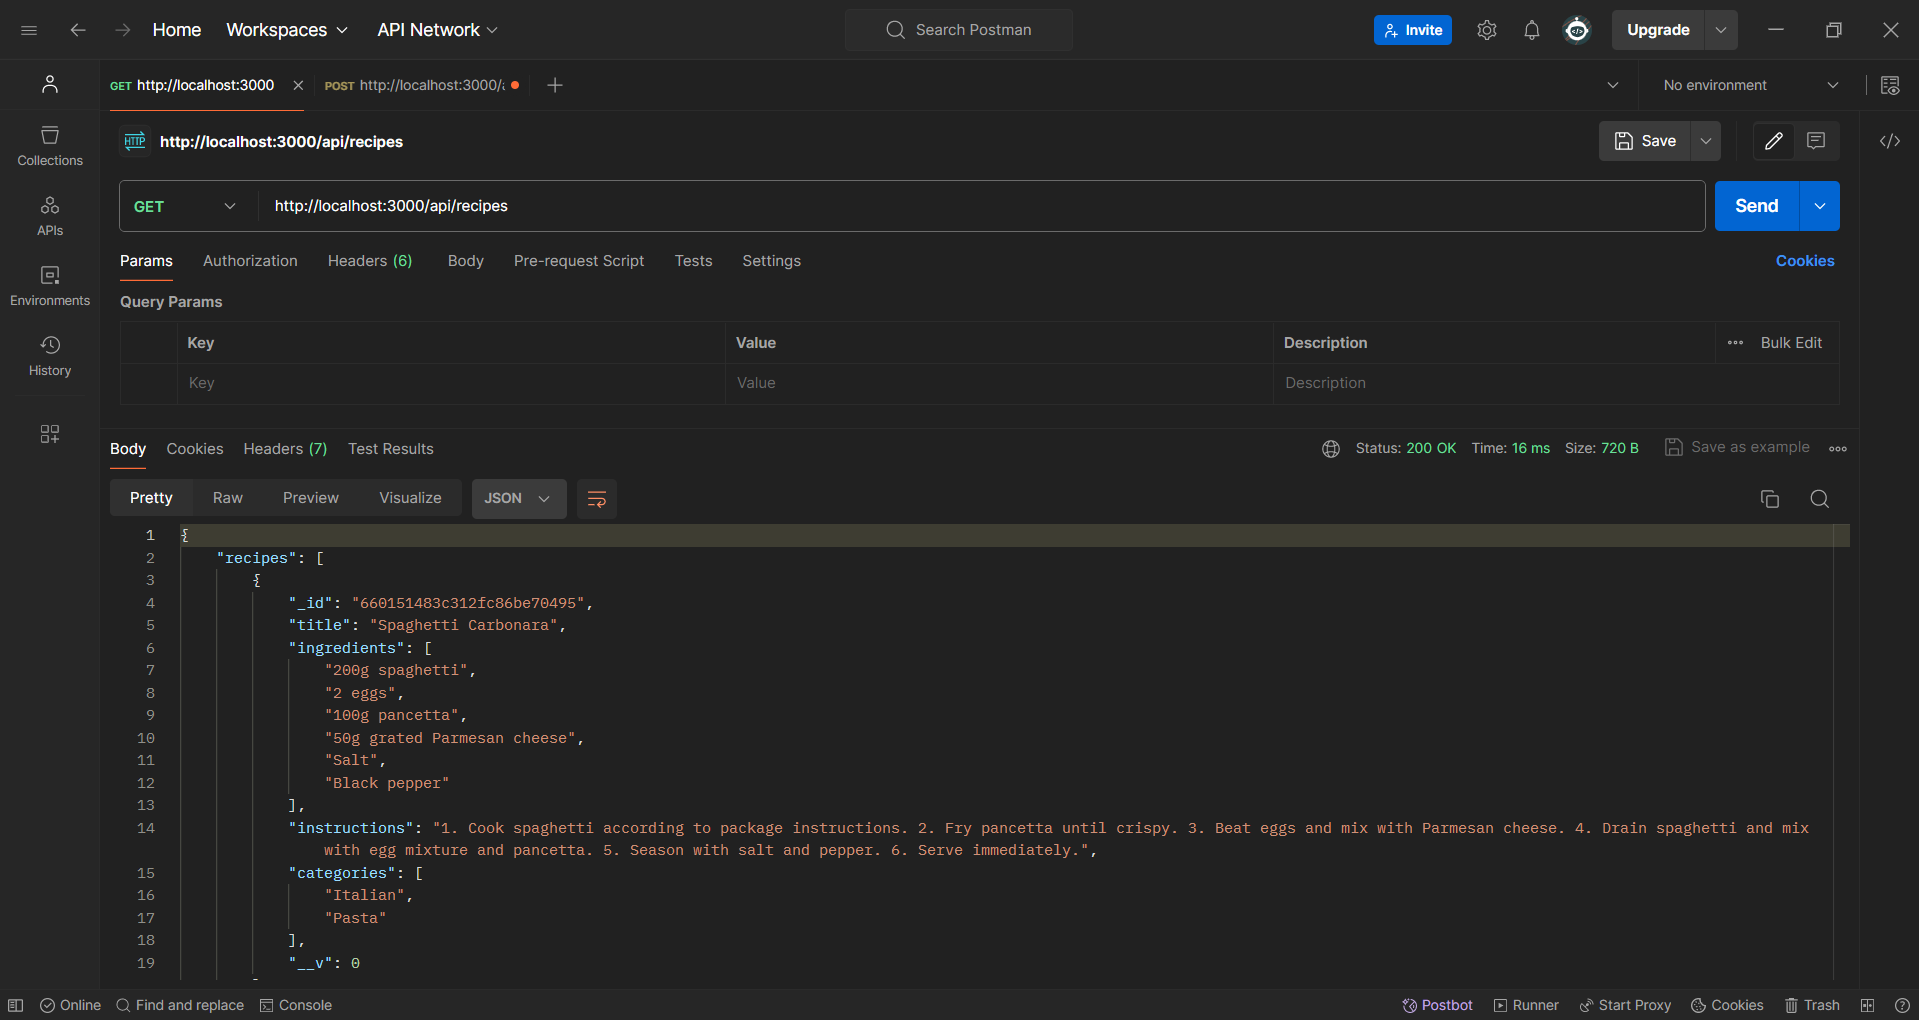 Home Workspaces API Network Search Postman Invite Upgrade
GET http://localhost:3000 POST http://localhost:3000/ No environment
HTTP http://localhost:3000/api/recipes Save
Collections
APIs
Environments
History
GET http://localhost:3000/api/recipes Send
Params Authorization Headers (6) Body Pre-request Script Tests Settings Cookies
Query Params
Key Value Description Bulk Edit
Key Value Description
Body Cookies Headers (7) Test Results Status: 200 OK Time: 16 ms Size: 720 B Save as example
Pretty Raw Preview Visualize JSON
1 {
2 "recipes": [
3 {
4 "_id": "660151483c312fc86be70495",
5 "title": "Spaghetti Carbonara",
6 "ingredients": [
7 "200g spaghetti",
8 "2 eggs",
9 "100g pancetta",
10 "50g grated Parmesan cheese",
11 "Salt",
12 "Black pepper"
13 ],
14 "instructions": "1. Cook spaghetti according to package instructions. 2. Fry pancetta until crispy. 3. Beat eggs and mix with Parmesan cheese. 4. Drain spaghetti and mix
with egg mixture and pancetta. 5. Season with salt and pepper. 6. Serve immediately.",
15 "categories": [
16 "Italian",
17 "Pasta"
18 ],
19 "__v": 0
Online Find and replace Console Postbot Runner Start Proxy Cookies Trash